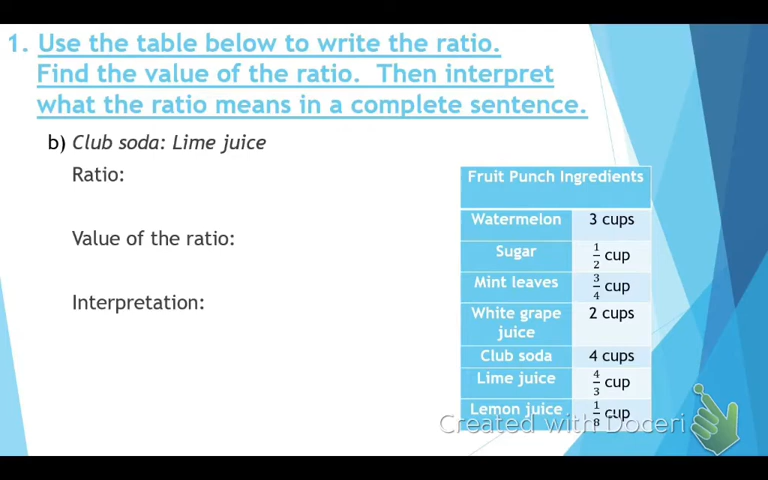 1. Use the table below to write the ratio.
Find the value of the ratio. Then interpret
what the ratio means in a complete sentence.
b) Club soda: Lime juice
Ratio:
Value of the ratio:
Interpretation:
Fruit Punch Ingredients
Watermelon 3 cups
Sugar 1/2 cup
Mint leaves 3/4 cup
White grape juice 2 cups
Club soda 4 cups
Lime juice 4/3 cup
Lemon juice 1/8 cup
Created with Doceri